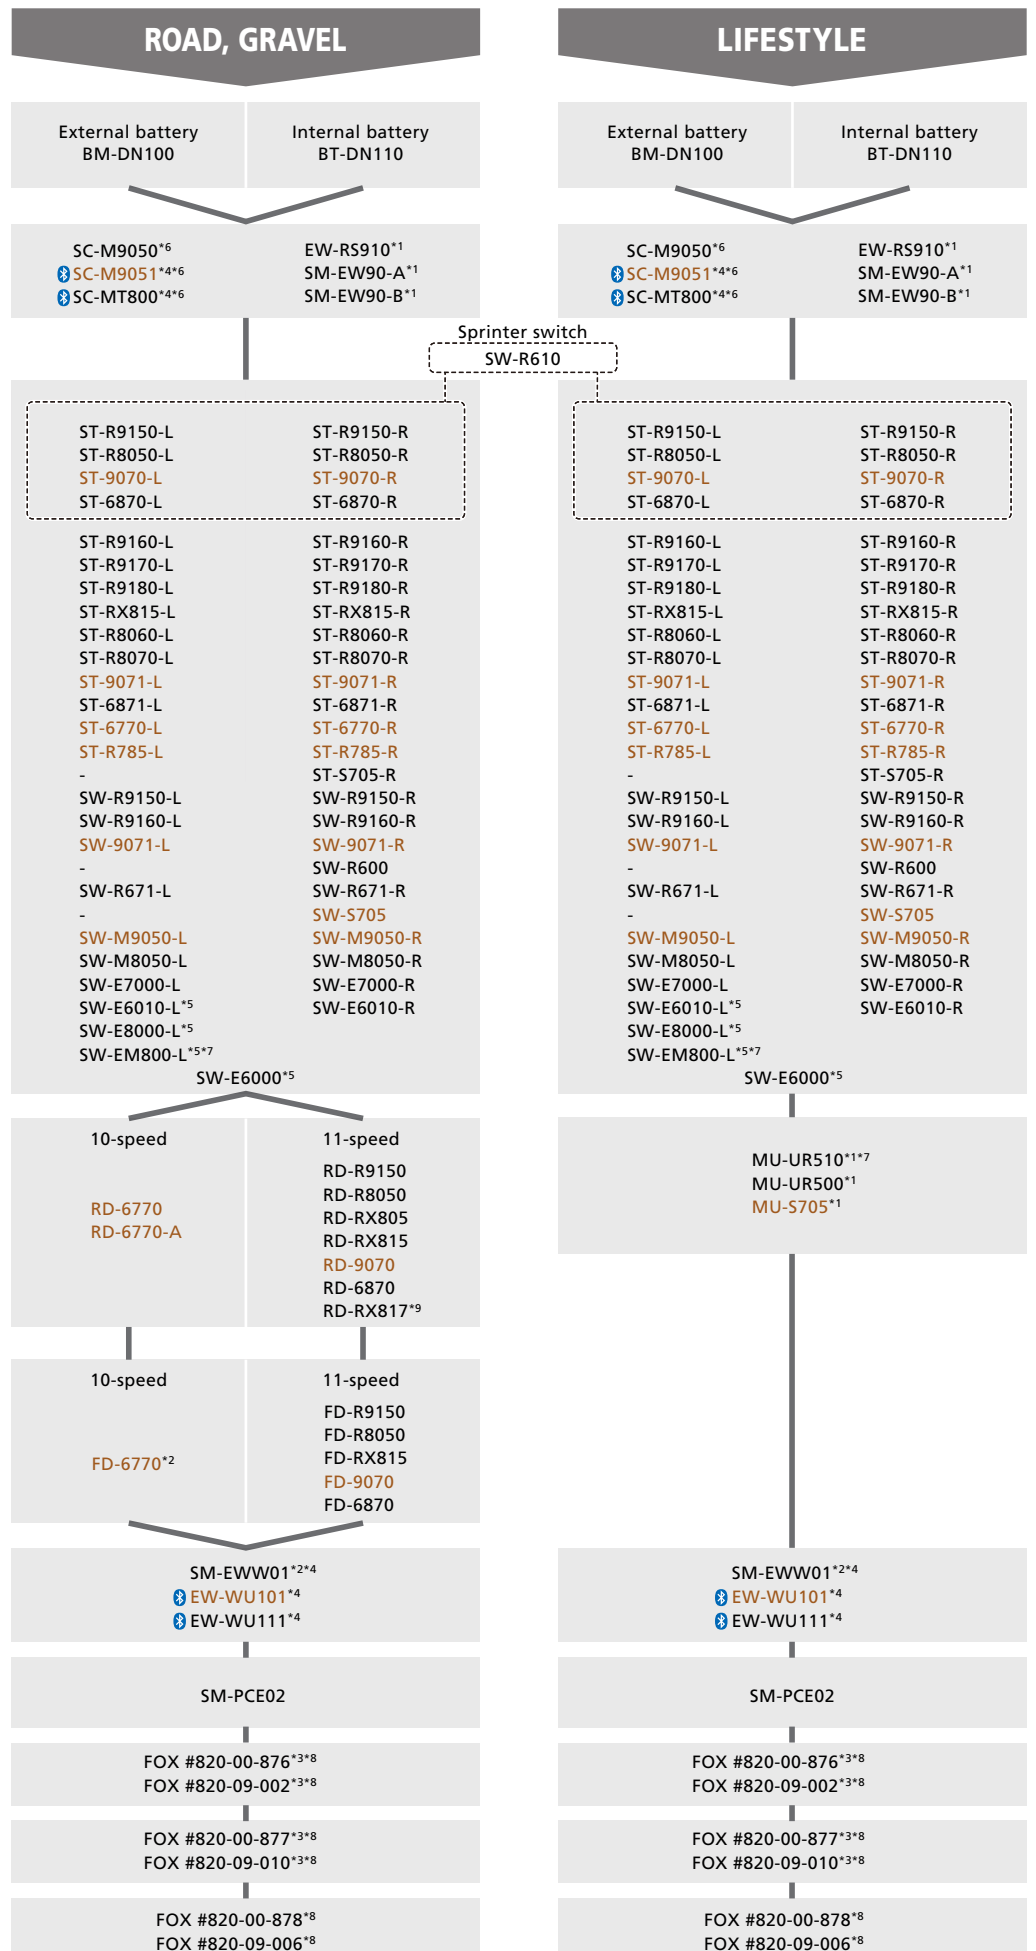 ROAD, GRAVEL
External battery
BM-DN100
Internal battery
BT-DN110
SC-M9050*6
SC-M9051*4*6
SC-MT800*4*6
EW-RS910*1
SM-EW90-A*1
SM-EW90-B*1
Sprinter switch
SW-R610
ST-R9150-L ST-R9150-R
ST-R8050-L ST-R8050-R
ST-9070-L ST-9070-R
ST-6870-L ST-6870-R
ST-R9160-L ST-R9160-R
ST-R9170-L ST-R9170-R
ST-R9180-L ST-R9180-R
ST-RX815-L ST-RX815-R
ST-R8060-L ST-R8060-R
ST-R8070-L ST-R8070-R
ST-9071-L ST-9071-R
ST-6871-L ST-6871-R
ST-6770-L ST-6770-R
ST-R785-L ST-R785-R
- ST-S705-R
SW-R9150-L SW-R9150-R
SW-R9160-L SW-R9160-R
SW-9071-L SW-9071-R
- SW-R600
SW-R671-L SW-R671-R
- SW-S705
SW-M9050-L SW-M9050-R
SW-M8050-L SW-M8050-R
SW-E7000-L SW-E7000-R
SW-E6010-L*5 SW-E6010-R
SW-E8000-L*5
SW-EM800-L*5*7
SW-E6000*5
10-speed
RD-6770
RD-6770-A
11-speed
RD-R9150
RD-R8050
RD-RX805
RD-RX815
RD-9070
RD-6870
RD-RX817*9
10-speed
FD-6770*2
11-speed
FD-R9150
FD-R8050
FD-RX815
FD-9070
FD-6870
SM-EWW01*2*4
EW-WU101*4
EW-WU111*4
SM-PCE02
FOX #820-00-876*3*8
FOX #820-09-002*3*8
FOX #820-00-877*3*8
FOX #820-09-010*3*8
FOX #820-00-878*8
FOX #820-09-006*8
LIFESTYLE
External battery
BM-DN100
Internal battery
BT-DN110
SC-M9050*6
SC-M9051*4*6
SC-MT800*4*6
EW-RS910*1
SM-EW90-A*1
SM-EW90-B*1
ST-R9150-L ST-R9150-R
ST-R8050-L ST-R8050-R
ST-9070-L ST-9070-R
ST-6870-L ST-6870-R
ST-R9160-L ST-R9160-R
ST-R9170-L ST-R9170-R
ST-R9180-L ST-R9180-R
ST-RX815-L ST-RX815-R
ST-R8060-L ST-R8060-R
ST-R8070-L ST-R8070-R
ST-9071-L ST-9071-R
ST-6871-L ST-6871-R
ST-6770-L ST-6770-R
ST-R785-L ST-R785-R
- ST-S705-R
SW-R9150-L SW-R9150-R
SW-R9160-L SW-R9160-R
SW-9071-L SW-9071-R
- SW-R600
SW-R671-L SW-R671-R
- SW-S705
SW-M9050-L SW-M9050-R
SW-M8050-L SW-M8050-R
SW-E7000-L SW-E7000-R
SW-E6010-L*5 SW-E6010-R
SW-E8000-L*5
SW-EM800-L*5*7
SW-E6000*5
MU-UR510*1*7
MU-UR500*1
MU-S705*1
SM-EWW01*2*4
EW-WU101*4
EW-WU111*4
SM-PCE02
FOX #820-00-876*3*8
FOX #820-09-002*3*8
FOX #820-00-877*3*8
FOX #820-09-010*3*8
FOX #820-00-878*8
FOX #820-09-006*8